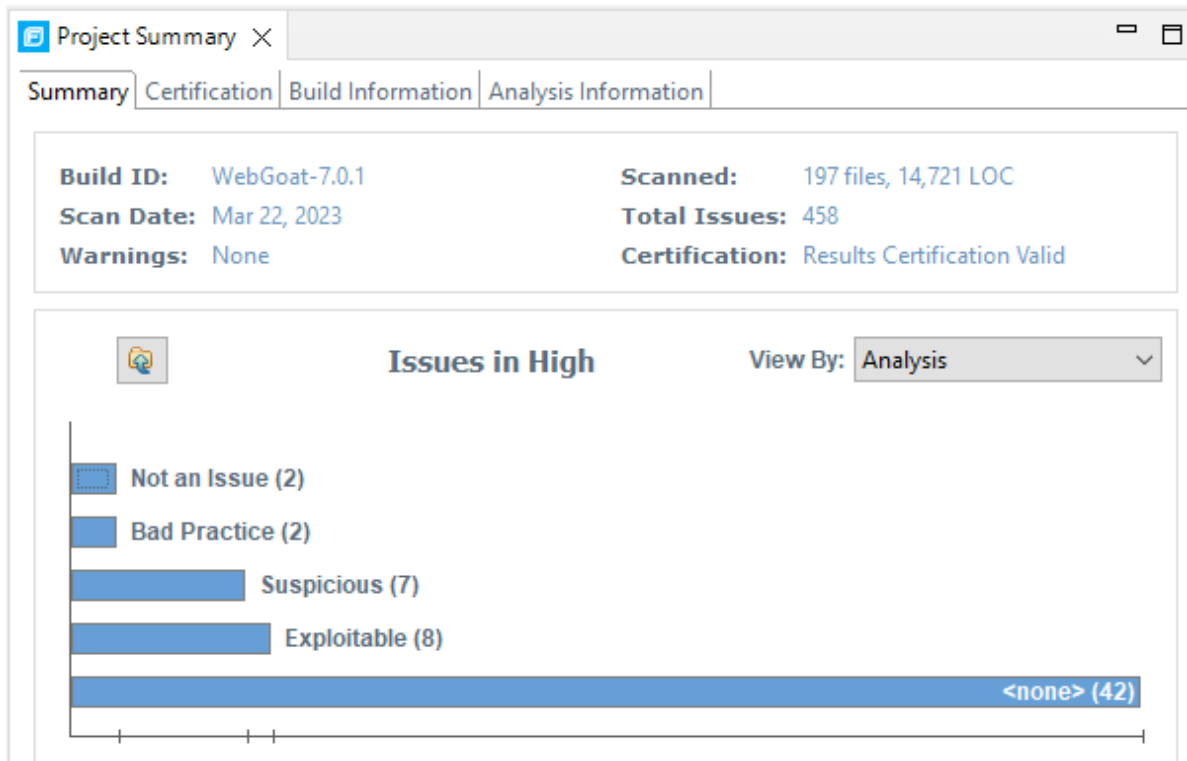 Project Summary
Summary Certification Build Information Analysis Information
Build ID: WebGoat-7.0.1 Scanned: 197 files, 14,721 LOC
Scan Date: Mar 22, 2023 Total Issues: 458
Warnings: None Certification: Results Certification Valid
Issues in High View By: Analysis
Not an Issue (2)
Bad Practice (2)
Suspicious (7)
Exploitable (8)
<none> (42)